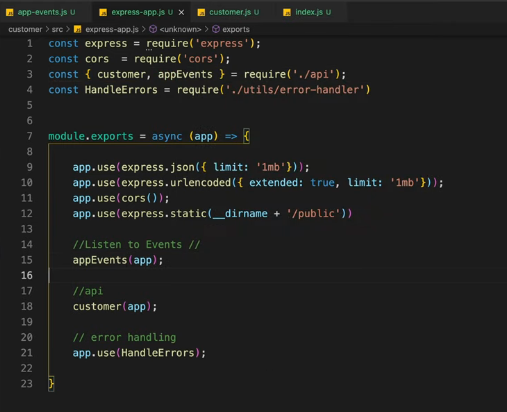 app-events.js U express-app.js U customer.js U index.js U
customer > src > express-app.js > <unknown> > exports
1 const express = require('express');
2 const cors  = require('cors');
3 const { customer, appEvents } = require('./api');
4 const HandleErrors = require('./utils/error-handler')
5
6
7 module.exports = async (app) => {
8
9     app.use(express.json({ limit: '1mb'}));
10     app.use(express.urlencoded({ extended: true, limit: '1mb'}));
11     app.use(cors());
12     app.use(express.static(__dirname + '/public'))
13
14     //Listen to Events //
15     appEvents(app);
16
17     //api
18     customer(app);
19
20     // error handling
21     app.use(HandleErrors);
22
23 }